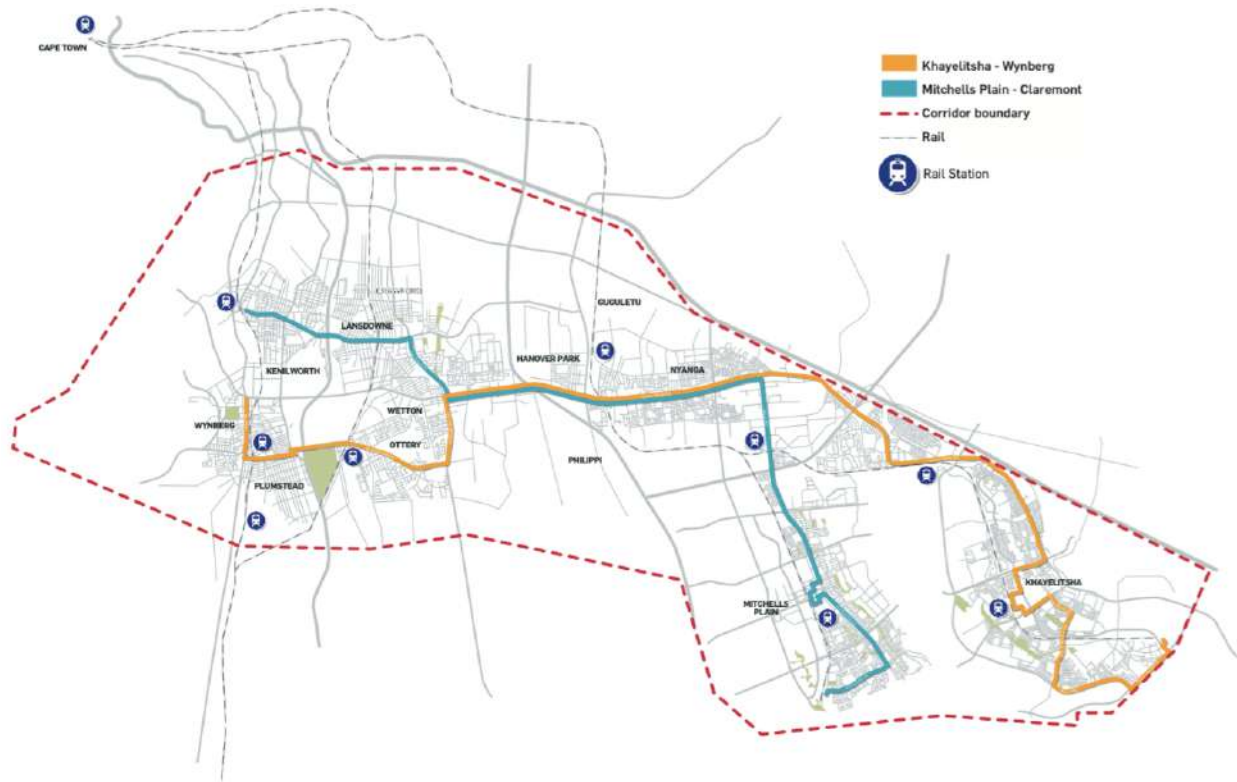 CAPE TOWN
Khayelitsha - Wynberg
Mitchells Plain - Claremont
Corridor boundary
Rail
Rail Station
GUGULETU
LANSDOWNE
HANOVER PARK
NYANGA
KENILWORTH
WETTON
WYNBERG
OTTERY
PHILIPPI
PLUMSTEAD
KHAYELITSHA
MITCHELLS
PLAIN